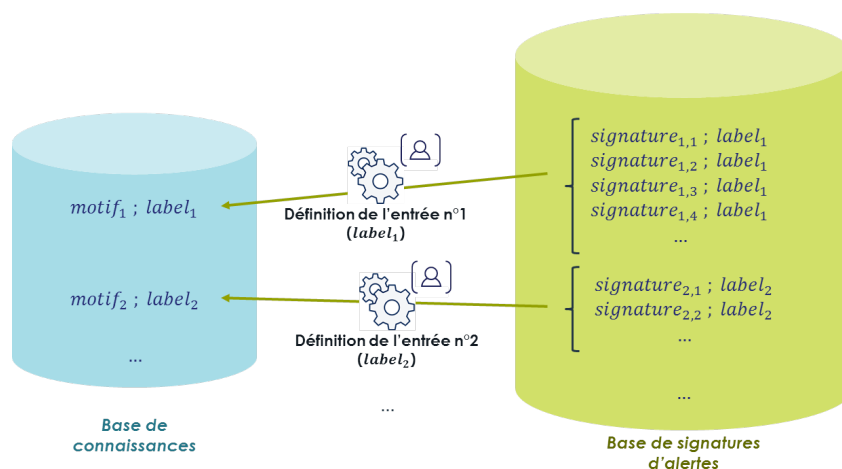 motif₁ ; label₁
motif₂ ; label₂
...
Base de
connaissances
Définition de l'entrée n°1
(label₁)
Définition de l'entrée n°2
(label₂)
...
signature₁,₁ ; label₁
signature₁,₂ ; label₁
signature₁,₃ ; label₁
signature₁,₄ ; label₁
...
signature₂,₁ ; label₂
signature₂,₂ ; label₂
...
...
Base de signatures
d'alertes